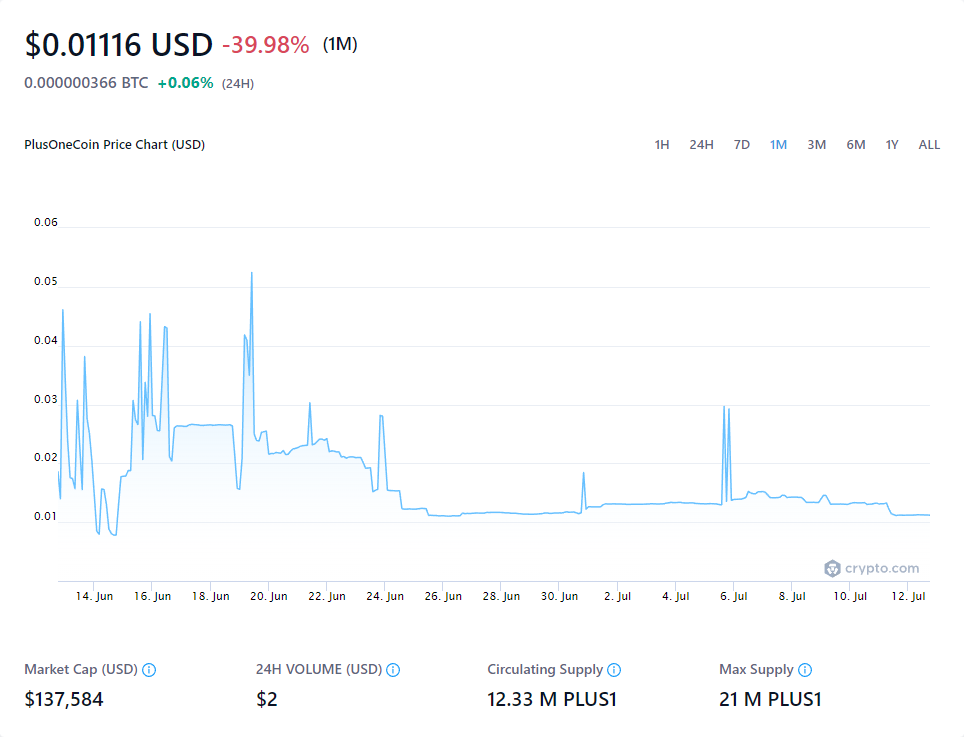 $0.01116 USD -39.98% (1M)
0.000000366 BTC +0.06% (24H)
PlusOneCoin Price Chart (USD) 1H 24H 7D 1M 3M 6M 1Y ALL
0.06
0.05
0.04
0.03
0.02
0.01
crypto.com
14. Jun 16. Jun 18. Jun 20. Jun 22. Jun 24. Jun 26. Jun 28. Jun 30. Jun 2. Jul 4. Jul 6. Jul 8. Jul 10. Jul 12. Jul
Market Cap (USD) 24H VOLUME (USD) Circulating Supply Max Supply
$137,584 $2 12.33 M PLUS1 21 M PLUS1